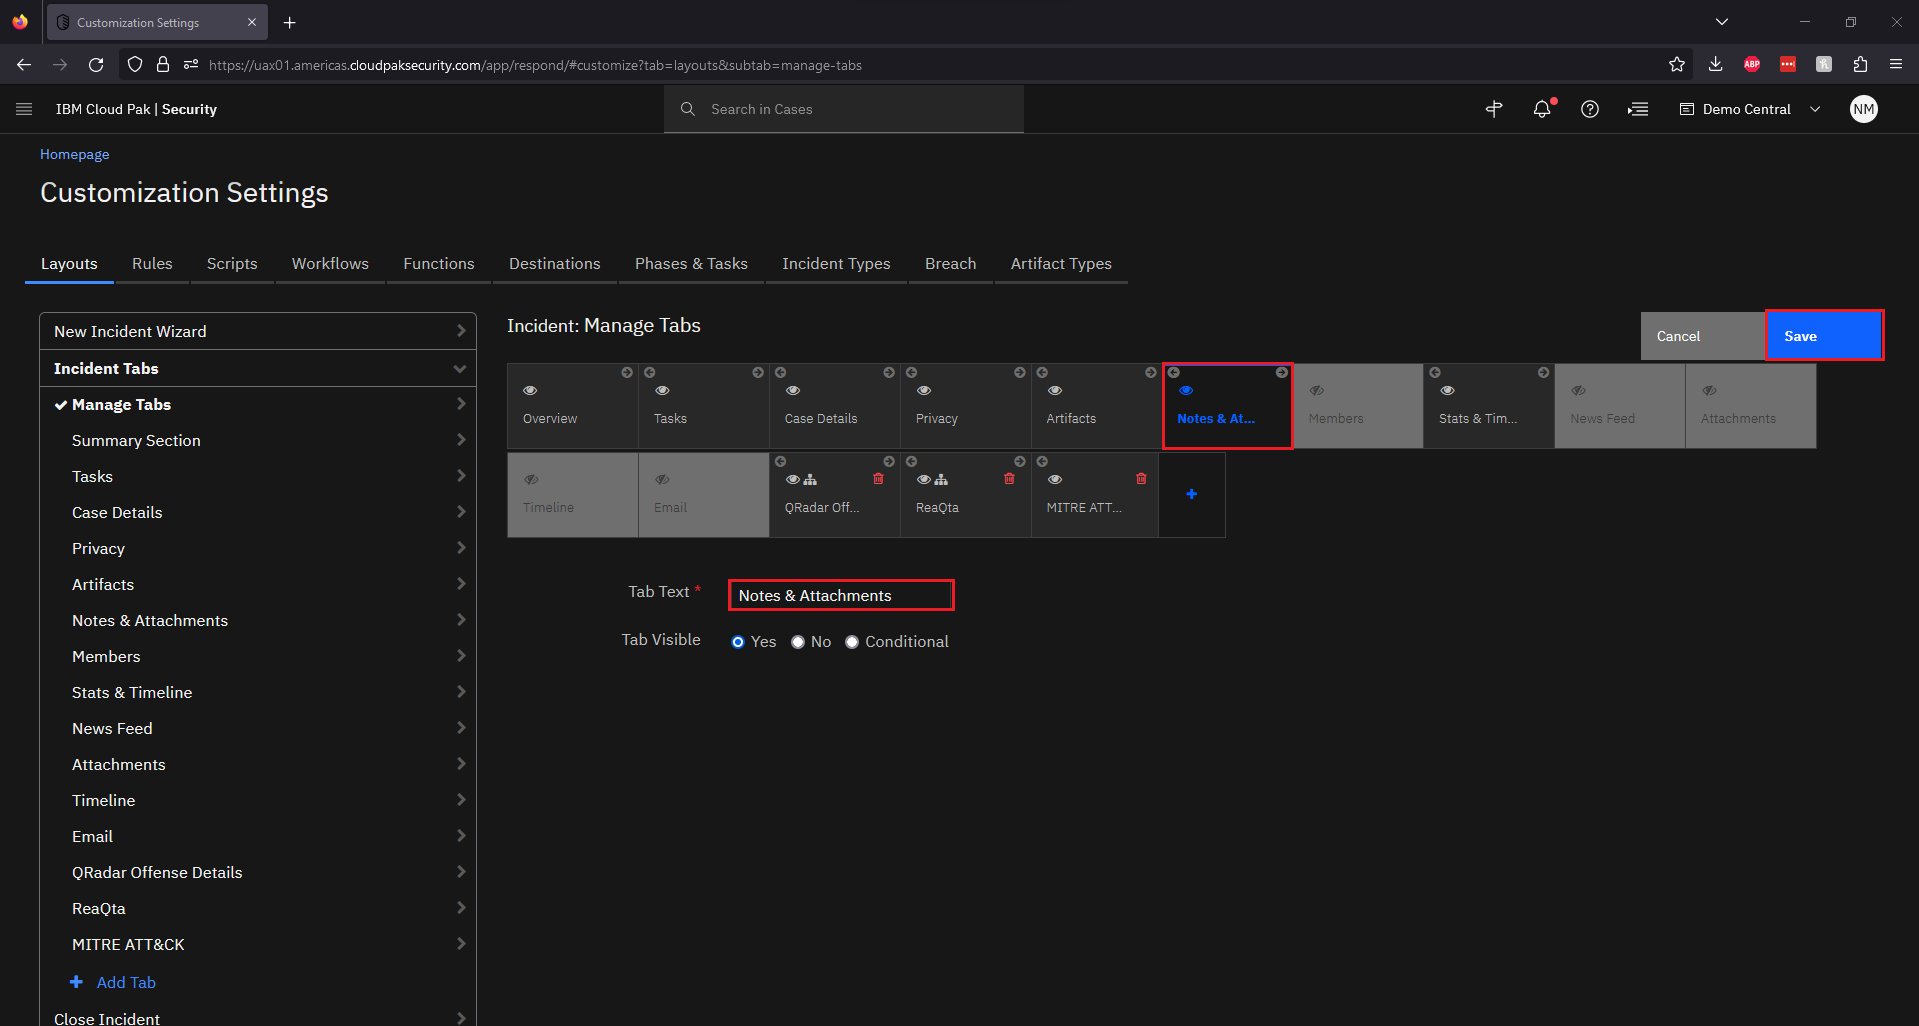 Customization Settings
https://uax01.americas.cloudpaksecurity.com/app/respond/#customize?tab=layouts&subtab=manage-tabs
ABP
IBM Cloud Pak | Security
Search in Cases
Demo Central
NM
Homepage
Customization Settings
Layouts
Rules
Scripts
Workflows
Functions
Destinations
Phases & Tasks
Incident Types
Breach
Artifact Types
New Incident Wizard
Incident Tabs
Manage Tabs
Summary Section
Tasks
Case Details
Privacy
Artifacts
Notes & Attachments
Members
Stats & Timeline
News Feed
Attachments
Timeline
Email
QRadar Offense Details
ReaQta
MITRE ATT&CK
Add Tab
Close Incident
Incident: Manage Tabs
Cancel
Save
Overview
Tasks
Case Details
Privacy
Artifacts
Notes & At...
Members
Stats & Tim...
News Feed
Attachments
Timeline
Email
QRadar Off...
ReaQta
MITRE ATT...
Tab Text *
Notes & Attachments
Tab Visible
Yes
No
Conditional